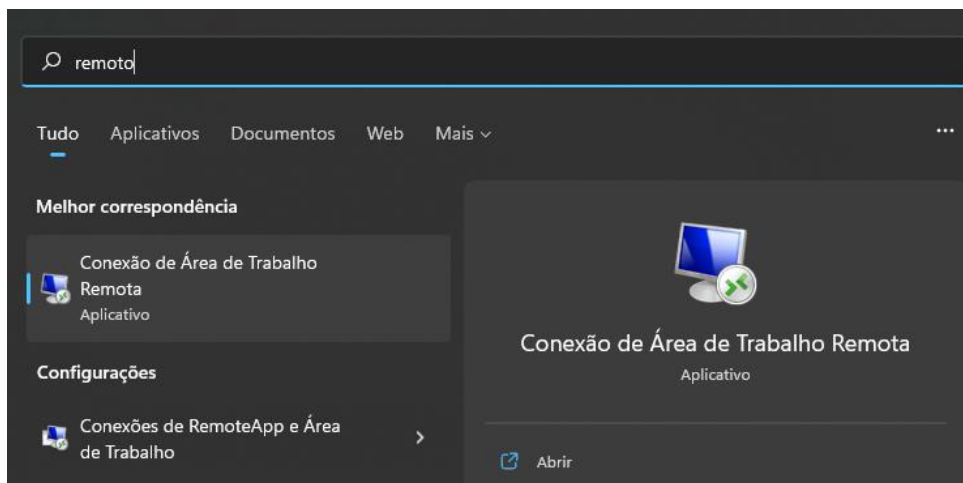 remoto
Tudo Aplicativos Documentos Web Mais
Melhor correspondência
Conexão de Área de Trabalho
Remota
Aplicativo
Configurações
Conexões de RemoteApp e Área
de Trabalho
Conexão de Área de Trabalho Remota
Aplicativo
Abrir